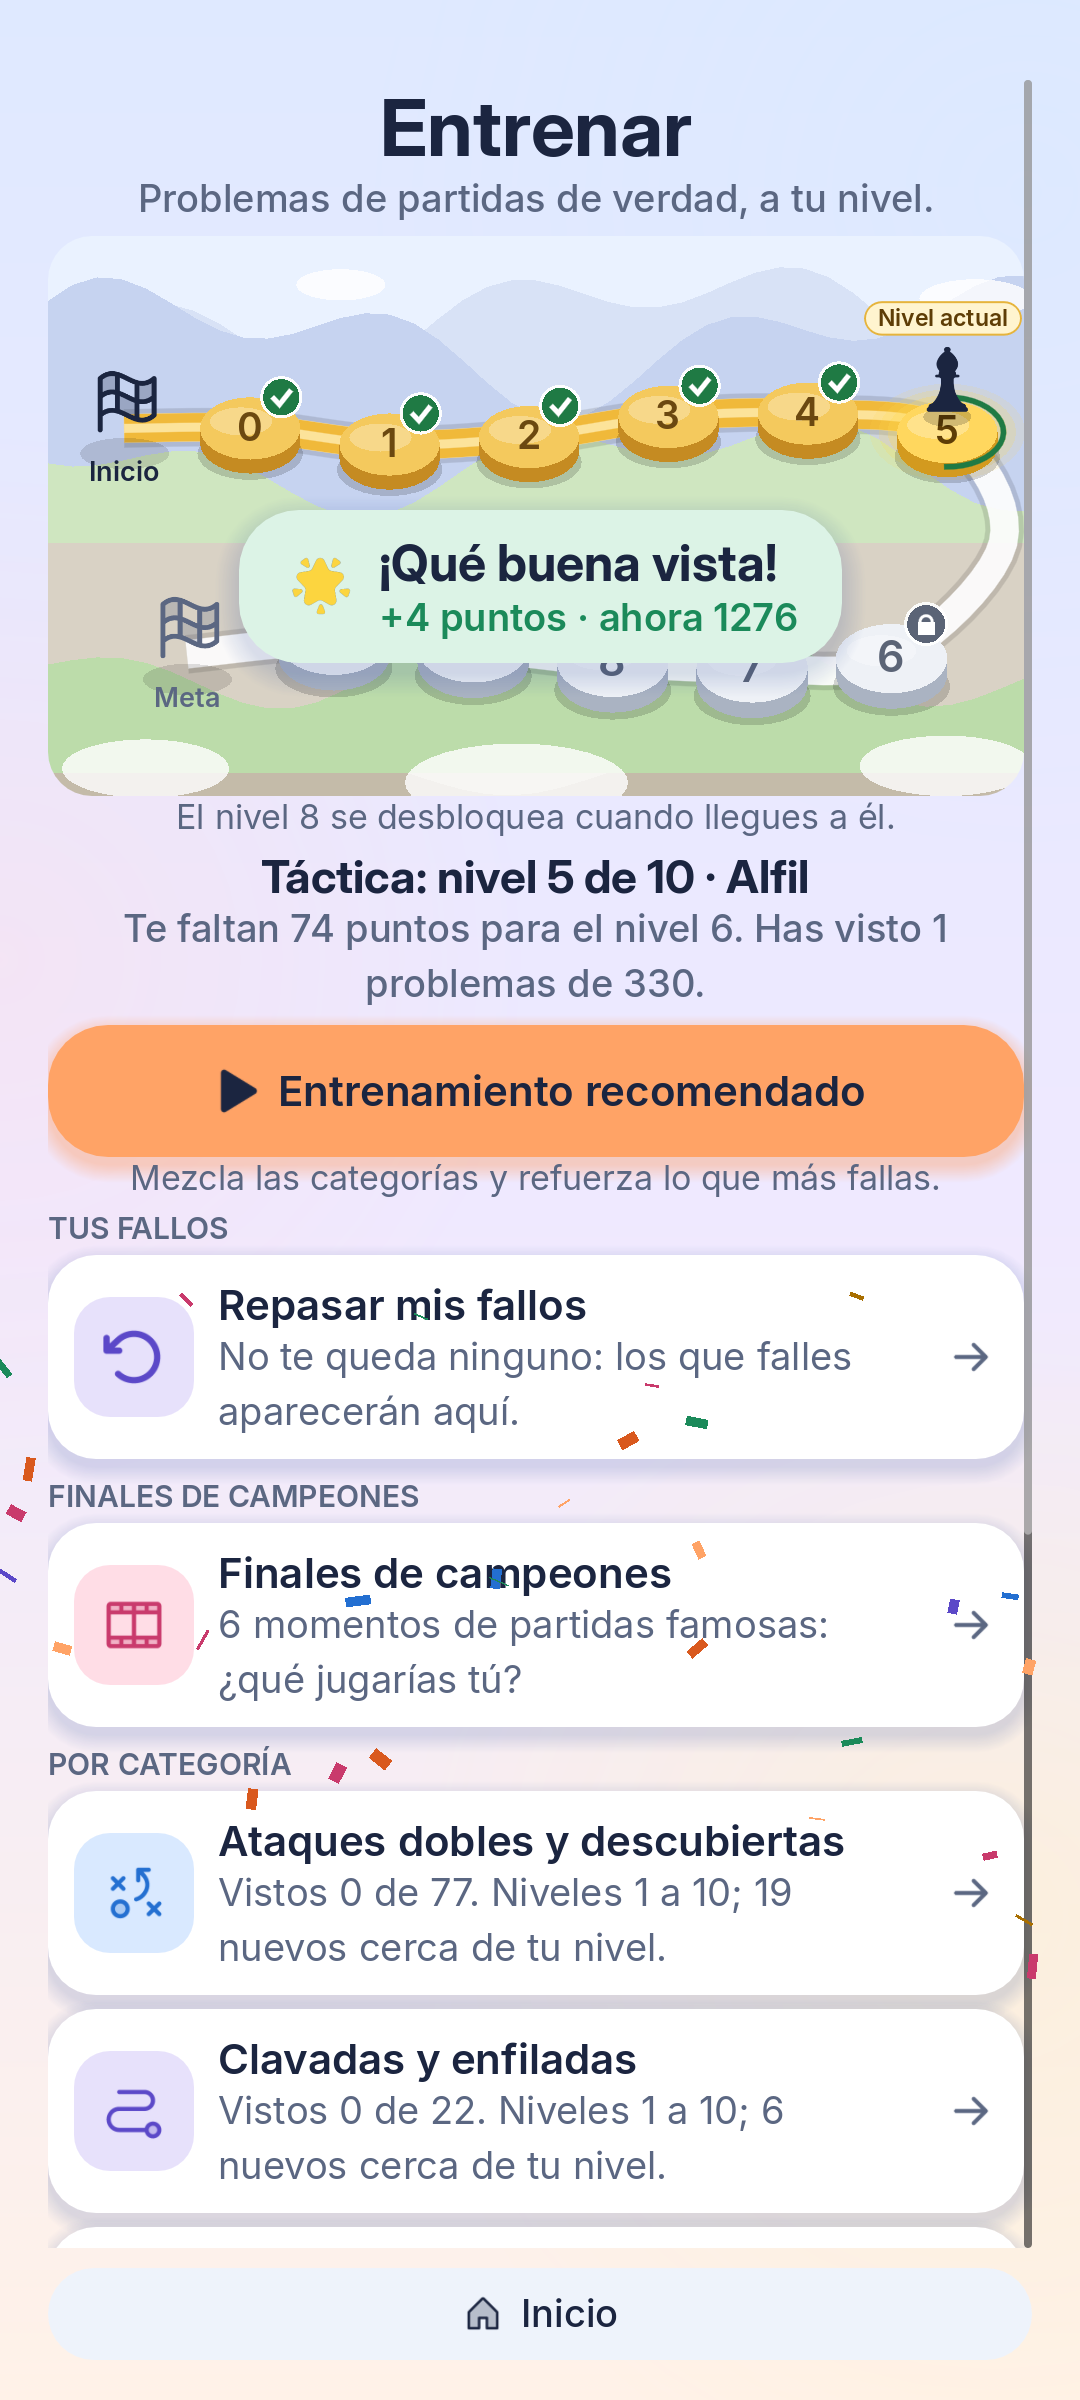 Entrenar
Problemas de partidas de verdad, a tu nivel.
Nivel actual
0
1
2
3
4
5
Inicio
¡Qué buena vista!
+4 puntos · ahora 1276
Meta
8
7
6
El nivel 8 se desbloquea cuando llegues a él.
Táctica: nivel 5 de 10 · Alfil
Te faltan 74 puntos para el nivel 6. Has visto 1
problemas de 330.
Entrenamiento recomendado
Mezcla las categorías y refuerza lo que más fallas.
TUS FALLOS
Repasar mis fallos
No te queda ninguno: los que falles
aparecerán aquí.
FINALES DE CAMPEONES
Finales de campeones
6 momentos de partidas famosas:
¿qué jugarías tú?
POR CATEGORÍA
Ataques dobles y descubiertas
Vistos 0 de 77. Niveles 1 a 10; 19
nuevos cerca de tu nivel.
Clavadas y enfiladas
Vistos 0 de 22. Niveles 1 a 10; 6
nuevos cerca de tu nivel.
Inicio